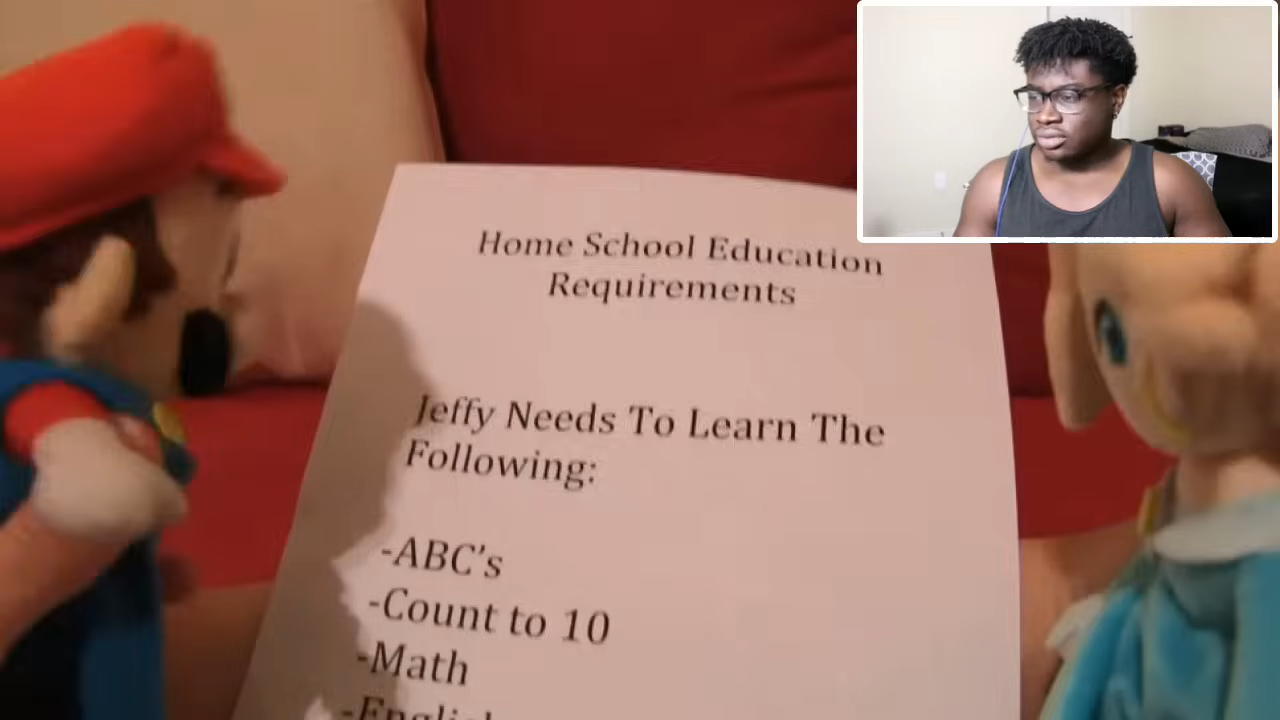 Home School Education
Requirements
Jeffy Needs To Learn The
Following:
-ABC's
-Count to 10
-Math